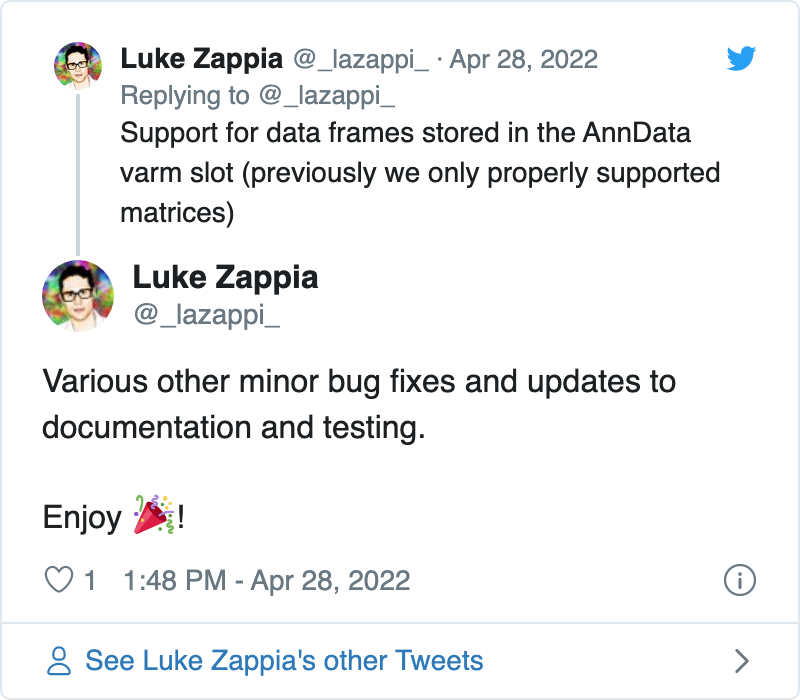 Luke Zappia @_lazappi_ · Apr 28, 2022
Replying to @_lazappi_
Support for data frames stored in the AnnData
varm slot (previously we only properly supported
matrices)
Luke Zappia
@_lazappi_
Various other minor bug fixes and updates to
documentation and testing.
Enjoy 🎉!
1 1:48 PM - Apr 28, 2022
See Luke Zappia's other Tweets